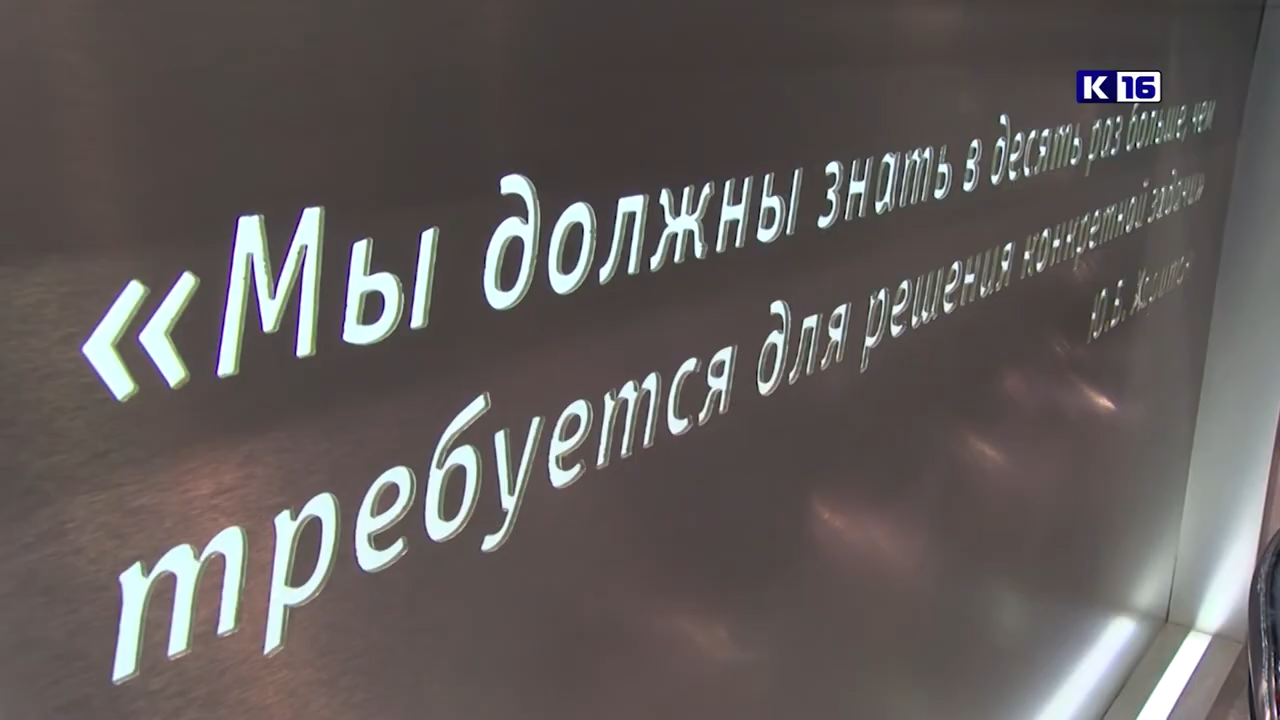 К 16
«Мы должны знать в десять раз больше, чем
требуется для решения конкретной задачи»
Ю.Б.